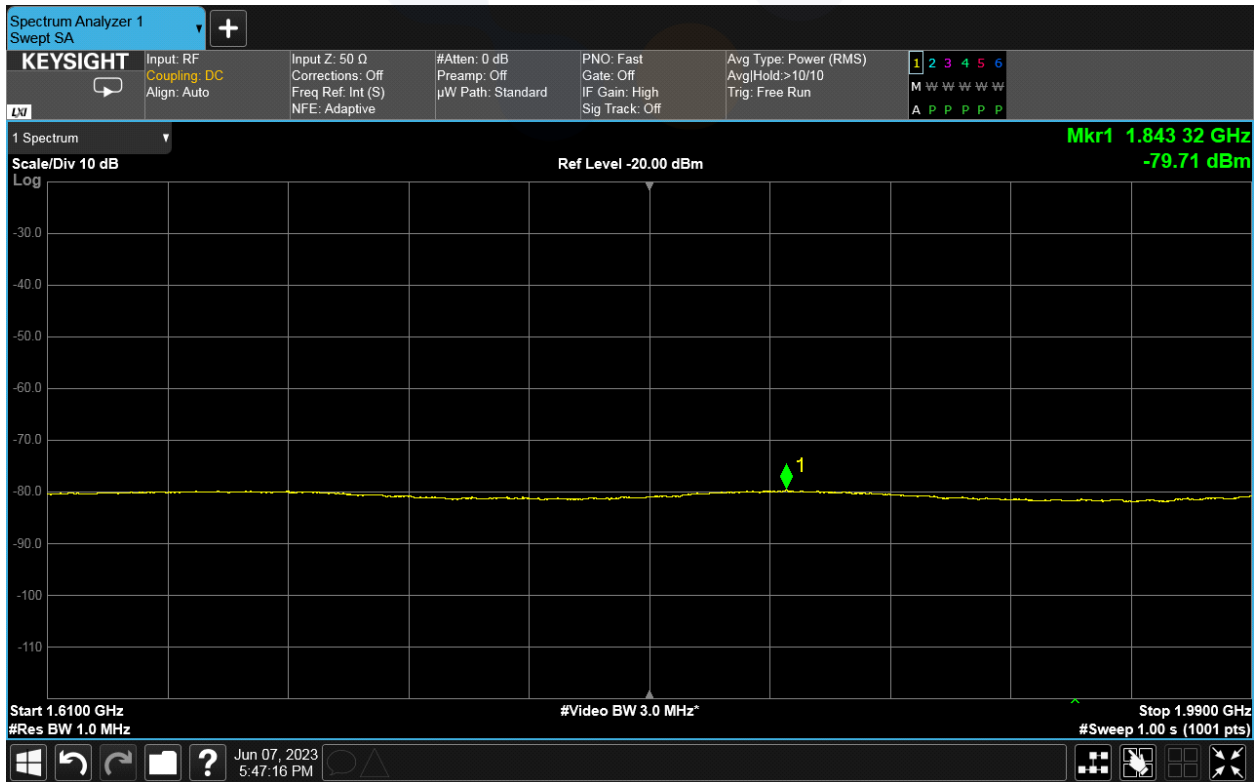 Spectrum Analyzer 1
Swept SA
+
KEYSIGHT
LXI
Input: RF
Coupling: DC
Align: Auto
Input Z: 50 Ω
Corrections: Off
Freq Ref: Int (S)
NFE: Adaptive
#Atten: 0 dB
Preamp: Off
µW Path: Standard
PNO: Fast
Gate: Off
IF Gain: High
Sig Track: Off
Avg Type: Power (RMS)
Avg|Hold:>10/10
Trig: Free Run
1 2 3 4 5 6
M W W W W W
A P P P P P
1 Spectrum
Mkr1 1.843 32 GHz
Scale/Div 10 dB
Ref Level -20.00 dBm
-79.71 dBm
Log
-30.0
-40.0
-50.0
-60.0
-70.0
1
-80.0
-90.0
-100
-110
Start 1.6100 GHz
#Video BW 3.0 MHz*
Stop 1.9900 GHz
#Res BW 1.0 MHz
#Sweep 1.00 s (1001 pts)
?
Jun 07, 2023
5:47:16 PM